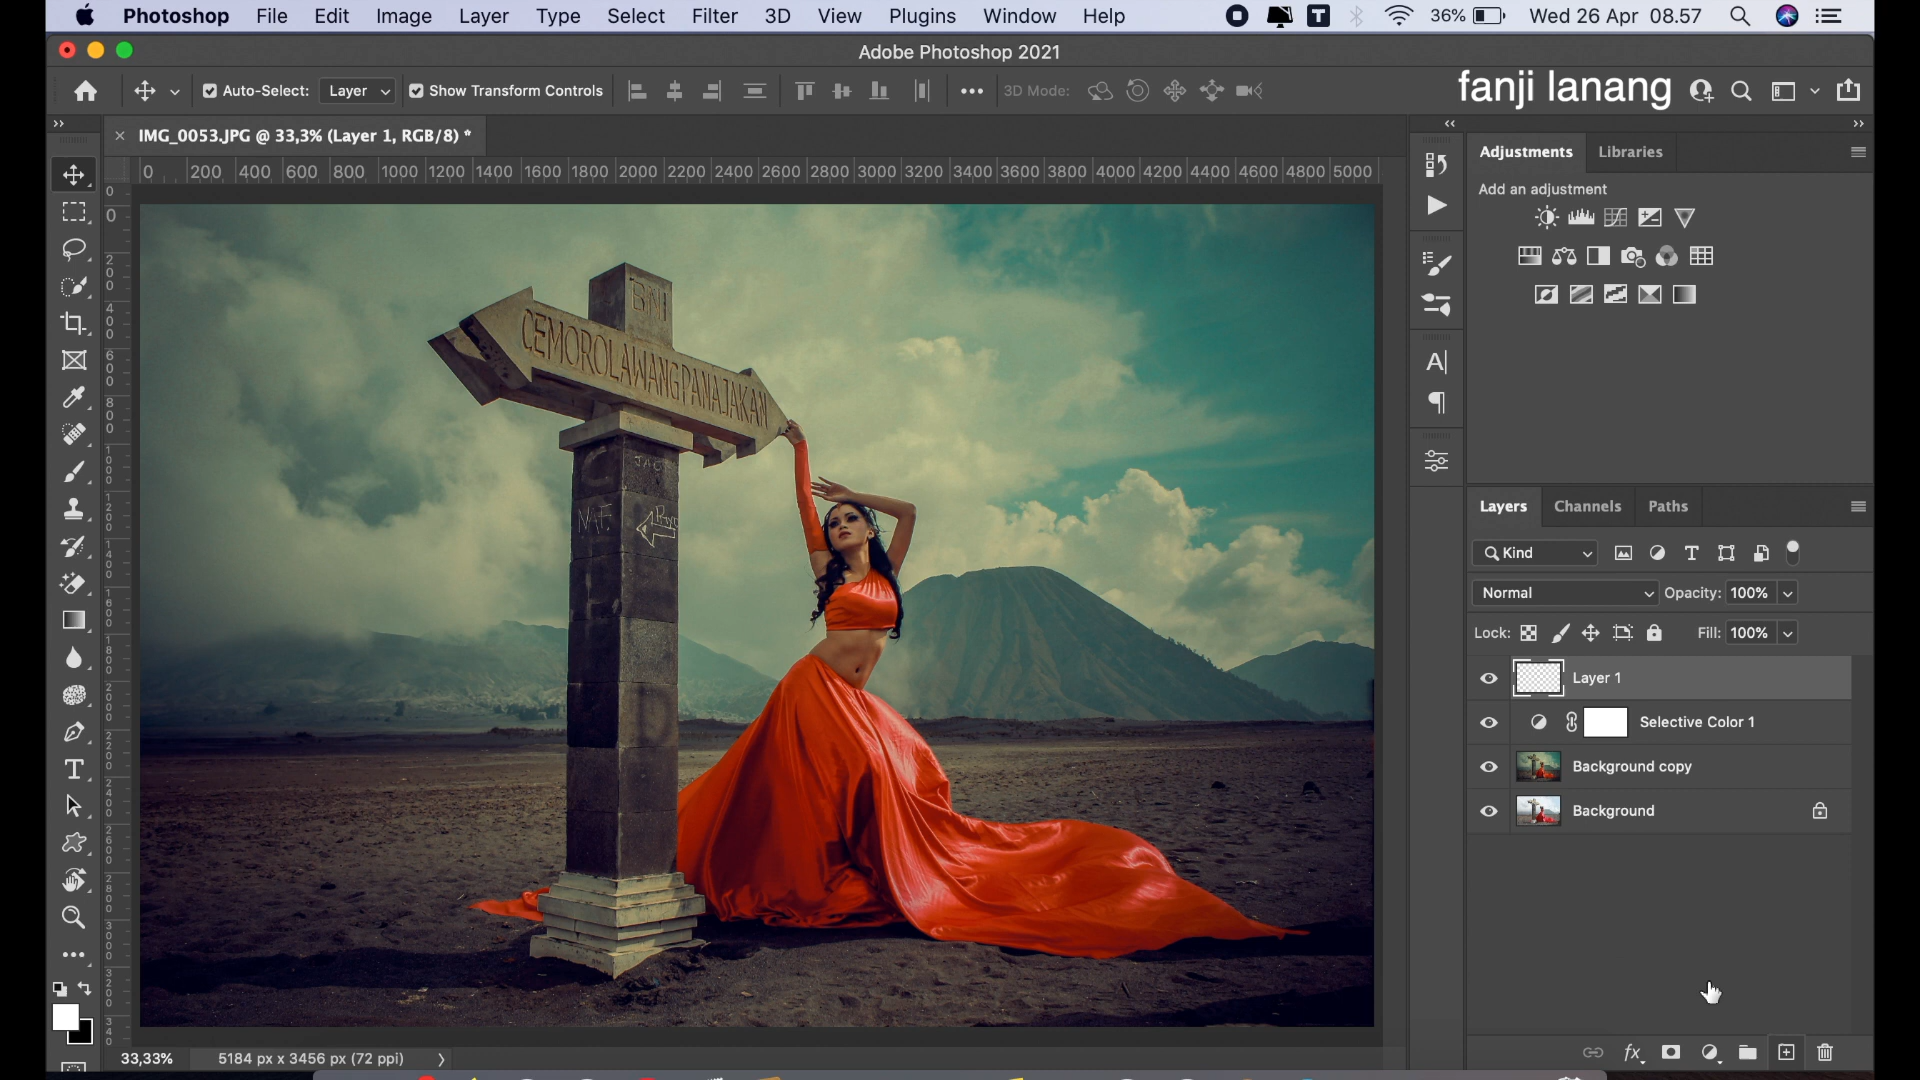 Photoshop File Edit Image Layer Type Select Filter 3D View Plugins Window Help T 36% Wed 26 Apr 08.57
Adobe Photoshop 2021
Auto-Select: Layer Show Transform Controls 3D Mode: fanji lanang
IMG_0053.JPG @ 33,3% (Layer 1, RGB/8) *
0 200 400 600 800 1000 1200 1400 1600 1800 2000 2200 2400 2600 2800 3000 3200 3400 3600 3800 4000 4200 4400 4600 4800 5000
Adjustments Libraries
Add an adjustment
BNI
CEMOROLAWANGPANAJAKAN
Layers Channels Paths
Kind
Normal Opacity: 100%
Lock: Fill: 100%
Layer 1
Selective Color 1
Background copy
Background
33,33% 5184 px x 3456 px (72 ppi)
fx